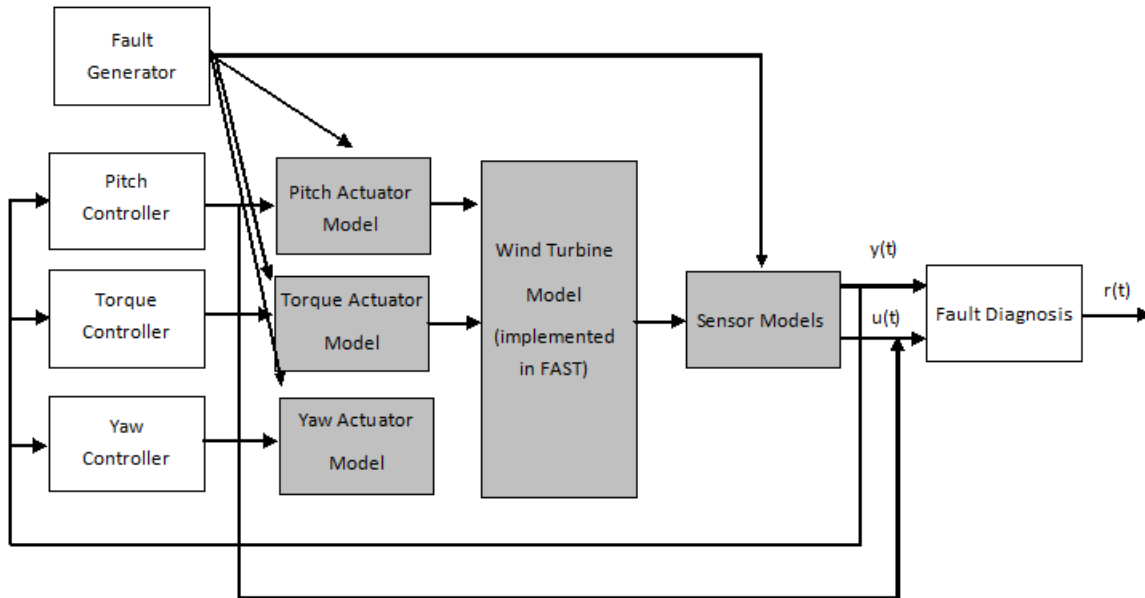 Fault
Generator
Pitch
Controller
Pitch Actuator
Model
Wind Turbine
Model
(implemented
in FAST)
Torque
Controller
Torque Actuator
Model
Sensor Models
y(t)
u(t)
Fault Diagnosis
r(t)
Yaw
Controller
Yaw Actuator
Model